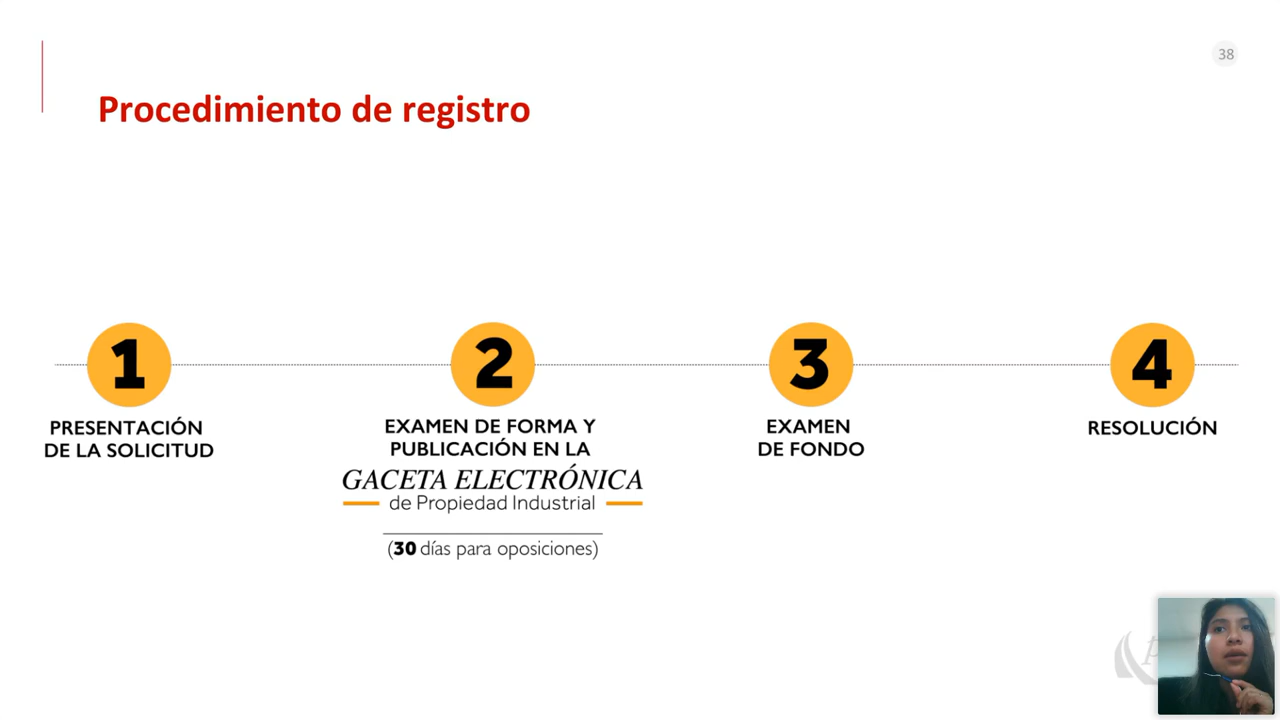 38
Procedimiento de registro
1
PRESENTACIÓN
DE LA SOLICITUD
2
EXAMEN DE FORMA Y
PUBLICACIÓN EN LA
GACETA ELECTRÓNICA
de Propiedad Industrial
(30 días para oposiciones)
3
EXAMEN
DE FONDO
4
RESOLUCIÓN